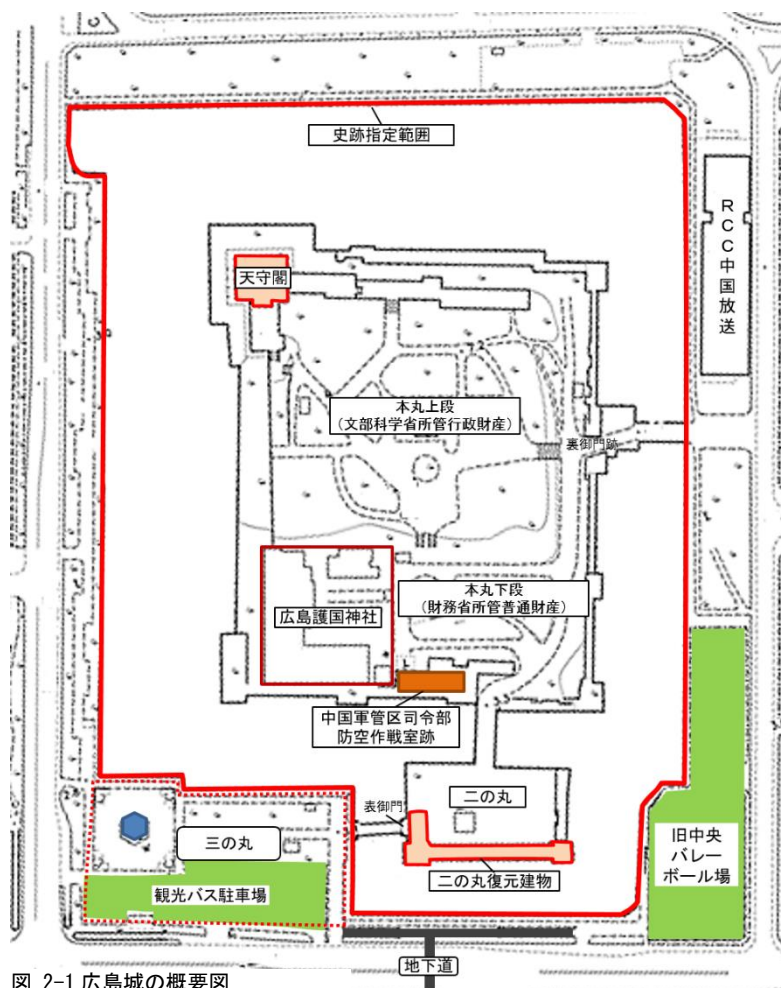 史跡指定範囲
RCC中国放送
天守閣
本丸上段
(文部科学省所管行政財産)
裏御門跡
本丸下段
(財務省所管普通財産)
広島護国神社
中国軍管区司令部
防空作戦室跡
二の丸
表御門
三の丸
旧中央
バレー
ボール場
二の丸復元建物
観光バス駐車場
地下道
図 2-1 広島城の概要図